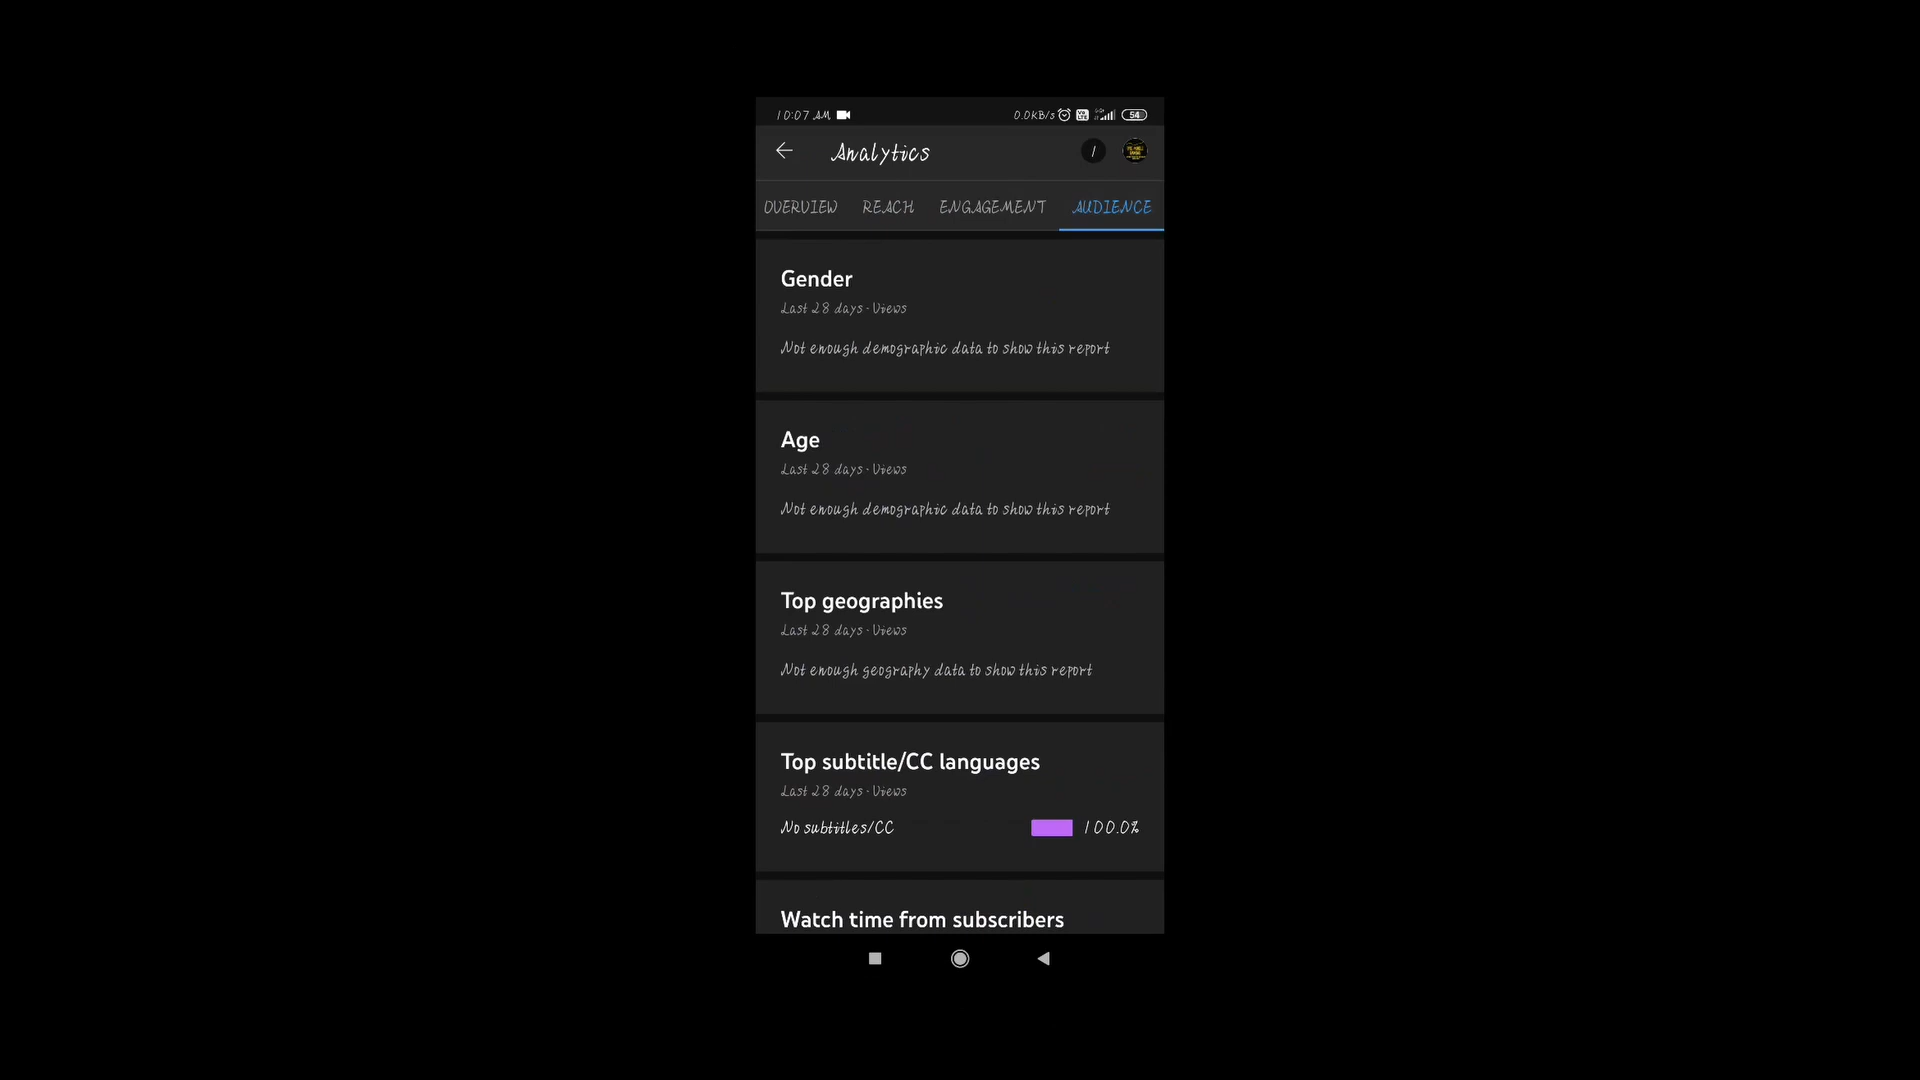 10:07 AM
0.0KB/s
54
Analytics
OVERVIEW REACH ENGAGEMENT AUDIENCE
Gender
Last 28 days · Views
Not enough demographic data to show this report
Age
Last 28 days · Views
Not enough demographic data to show this report
Top geographies
Last 28 days · Views
Not enough geography data to show this report
Top subtitle/CC languages
Last 28 days · Views
No subtitles/CC 100.0%
Watch time from subscribers